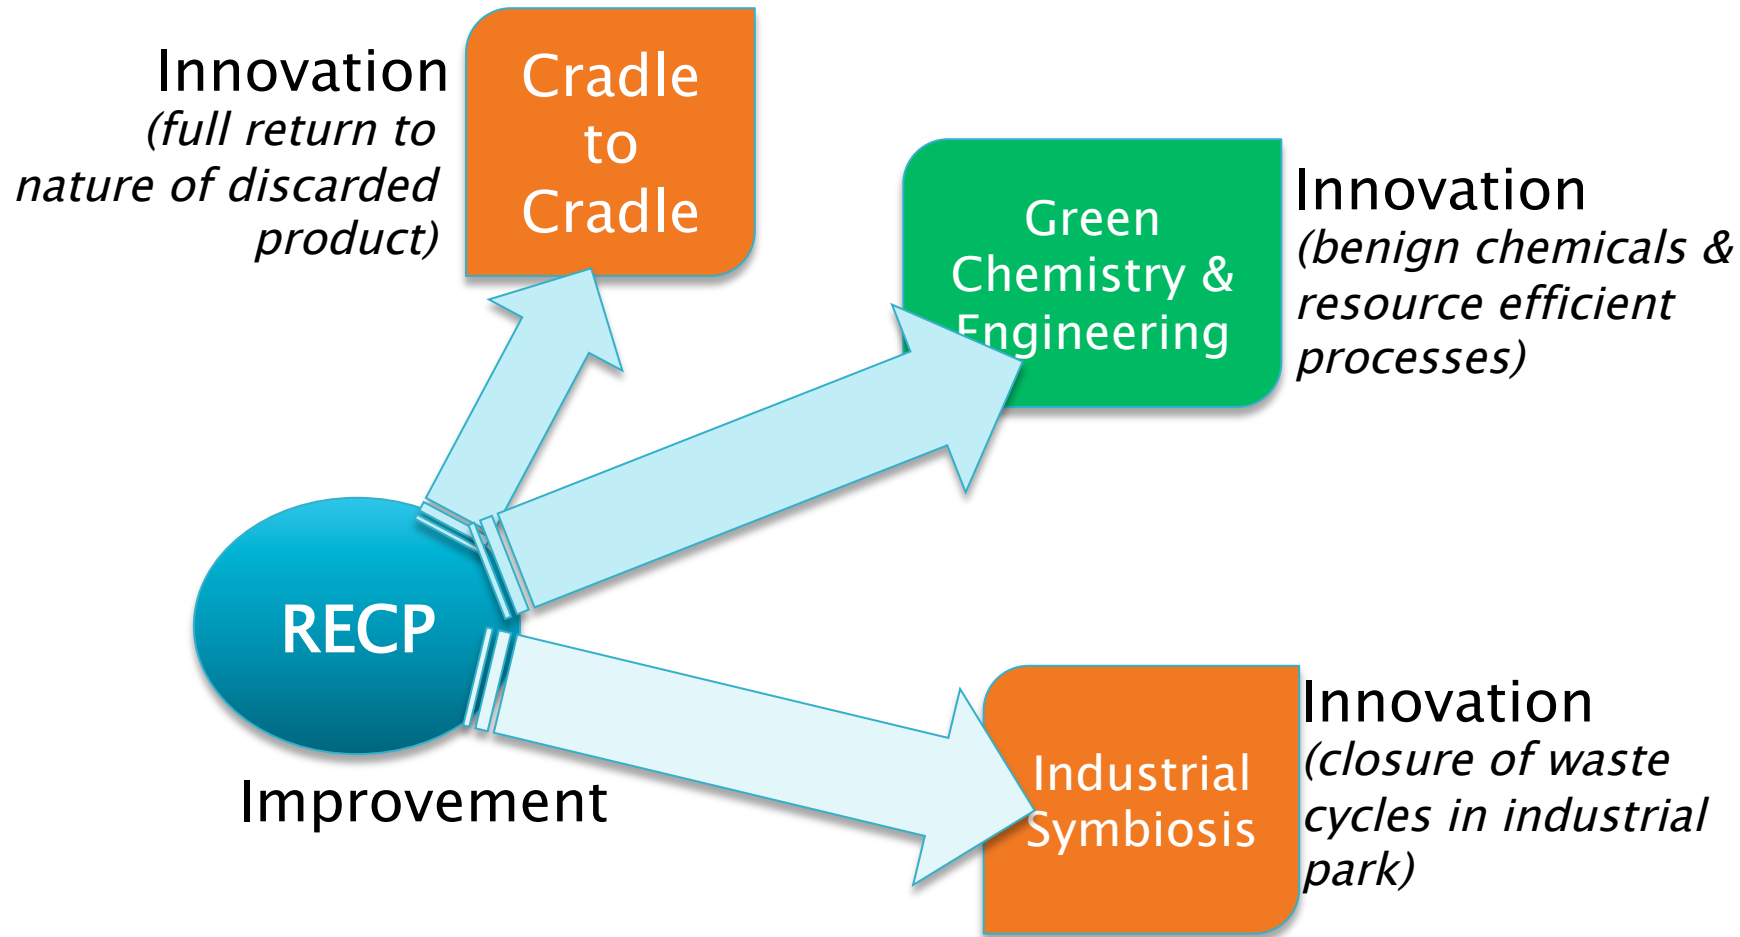 Innovation
(full return to
nature of discarded
product)
Cradle
to
Cradle
Green
Chemistry &
Engineering
Innovation
(benign chemicals &
resource efficient
processes)
RECP
Improvement
Industrial
Symbiosis
Innovation
(closure of waste
cycles in industrial
park)